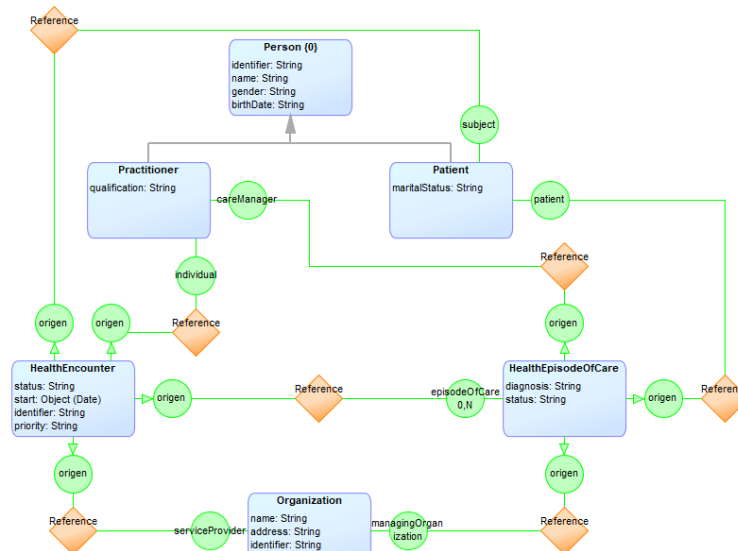 Reference
Person {0}
identifier: String
name: String
gender: String
birthDate: String
subject
Practitioner
qualification: String
Patient
maritalStatus: String
careManager
patient
individual
Reference
origen
origen
Reference
origen
HealthEncounter
status: String
start: Object (Date)
identifier: String
priority: String
origen
Reference
episodeOfCare
0,N
HealthEpisodeOfCare
diagnosis: String
status: String
origen
Reference
origen
origen
Reference
serviceProvider
Organization
name: String
address: String
identifier: String
managingOrgan
ization
Reference